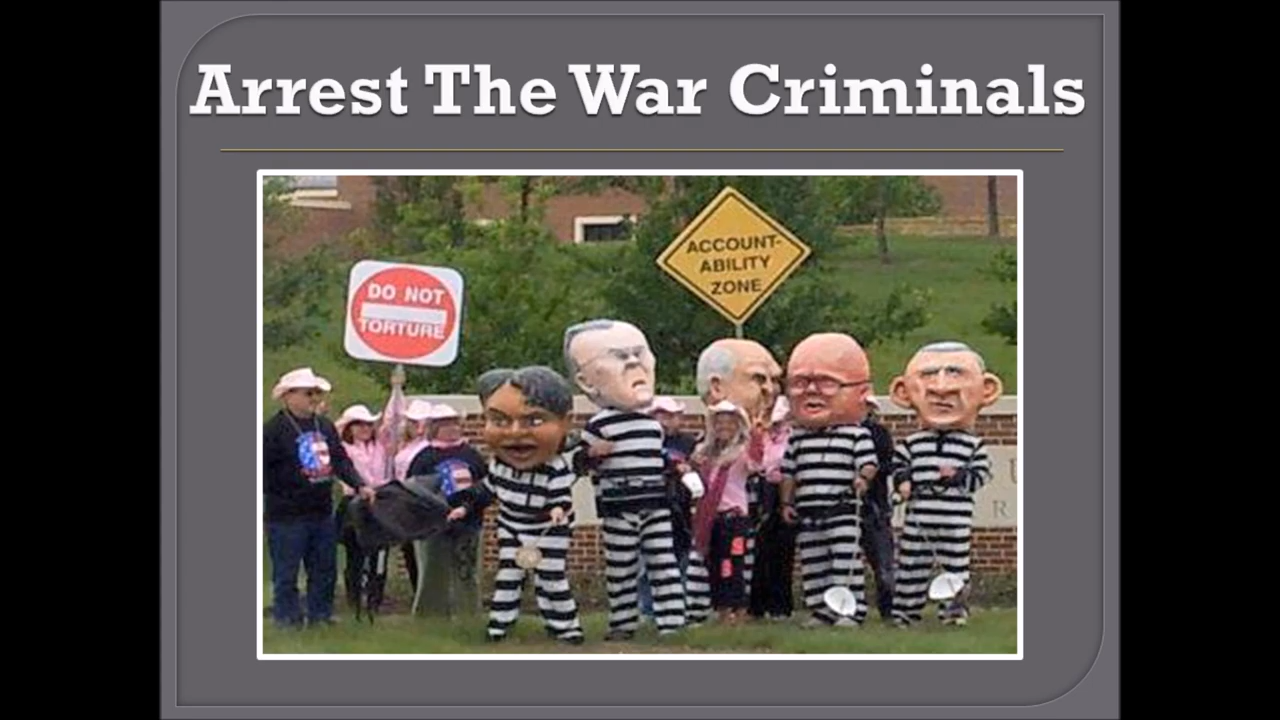 Arrest The War Criminals
DO NOT
TORTURE
ACCOUNT-
ABILITY
ZONE